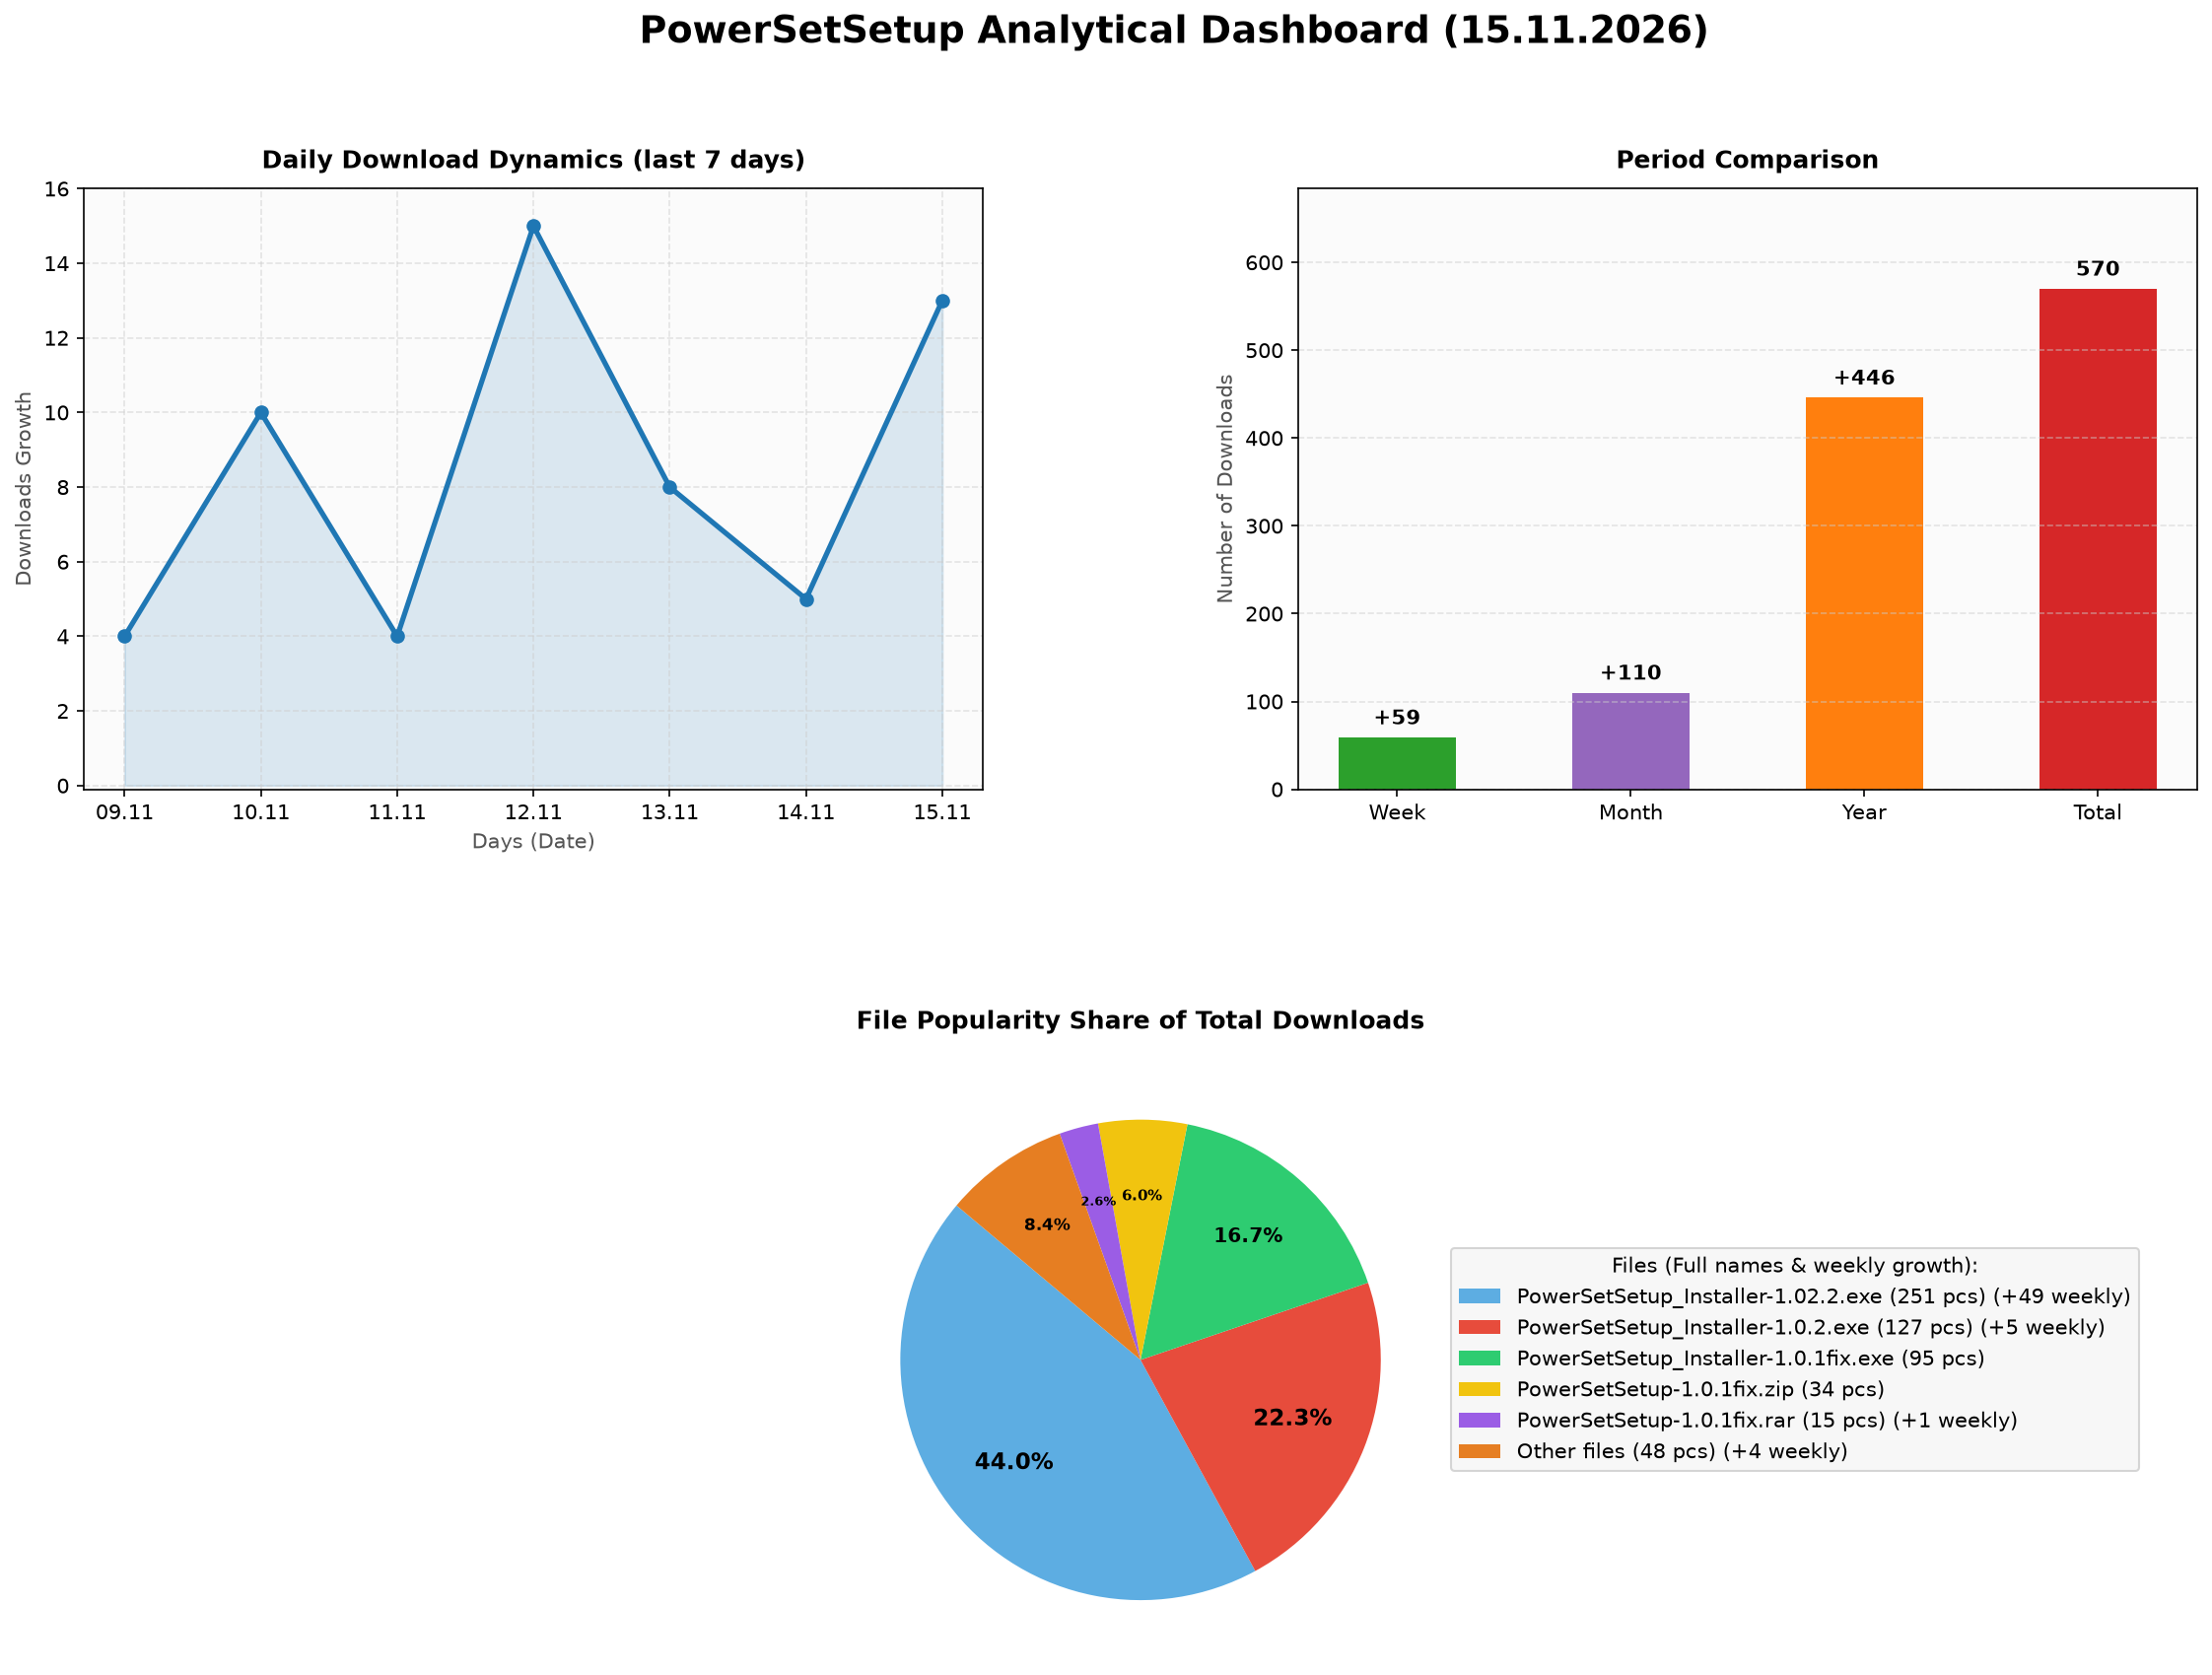 PowerSetSetup Analytical Dashboard (15.11.2026)
Daily Download Dynamics (last 7 days)
Downloads Growth
16
14
12
10
8
6
4
2
0
09.11 10.11 11.11 12.11 13.11 14.11 15.11
Days (Date)
Period Comparison
Number of Downloads
600
500
400
300
200
100
0
+59
+110
+446
570
Week Month Year Total
File Popularity Share of Total Downloads
44.0%
22.3%
16.7%
6.0%
2.6%
8.4%
Files (Full names & weekly growth):
PowerSetSetup_Installer-1.02.2.exe (251 pcs) (+49 weekly)
PowerSetSetup_Installer-1.0.2.exe (127 pcs) (+5 weekly)
PowerSetSetup_Installer-1.0.1fix.exe (95 pcs)
PowerSetSetup-1.0.1fix.zip (34 pcs)
PowerSetSetup-1.0.1fix.rar (15 pcs) (+1 weekly)
Other files (48 pcs) (+4 weekly)